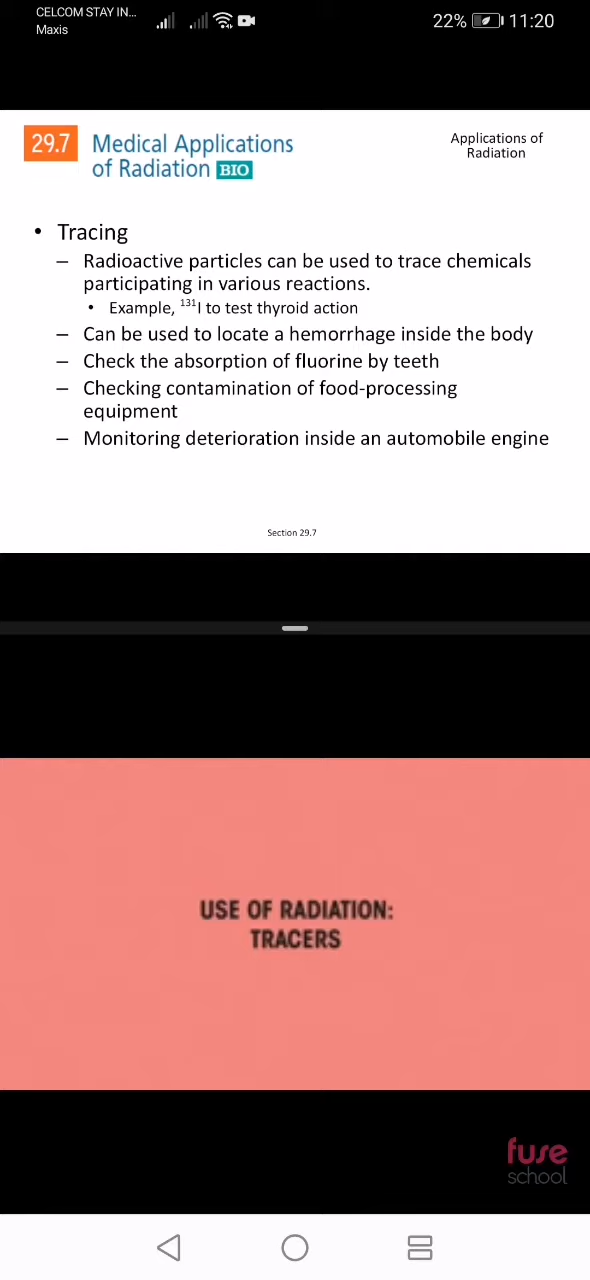 CELCOM STAY IN...
Maxis
22%
11:20
29.7
Medical Applications
of Radiation BIO
Applications of
Radiation
• Tracing
– Radioactive particles can be used to trace chemicals
participating in various reactions.
• Example, ¹³¹I to test thyroid action
– Can be used to locate a hemorrhage inside the body
– Check the absorption of fluorine by teeth
– Checking contamination of food-processing
equipment
– Monitoring deterioration inside an automobile engine
Section 29.7
USE OF RADIATION:
TRACERS
fuse
school